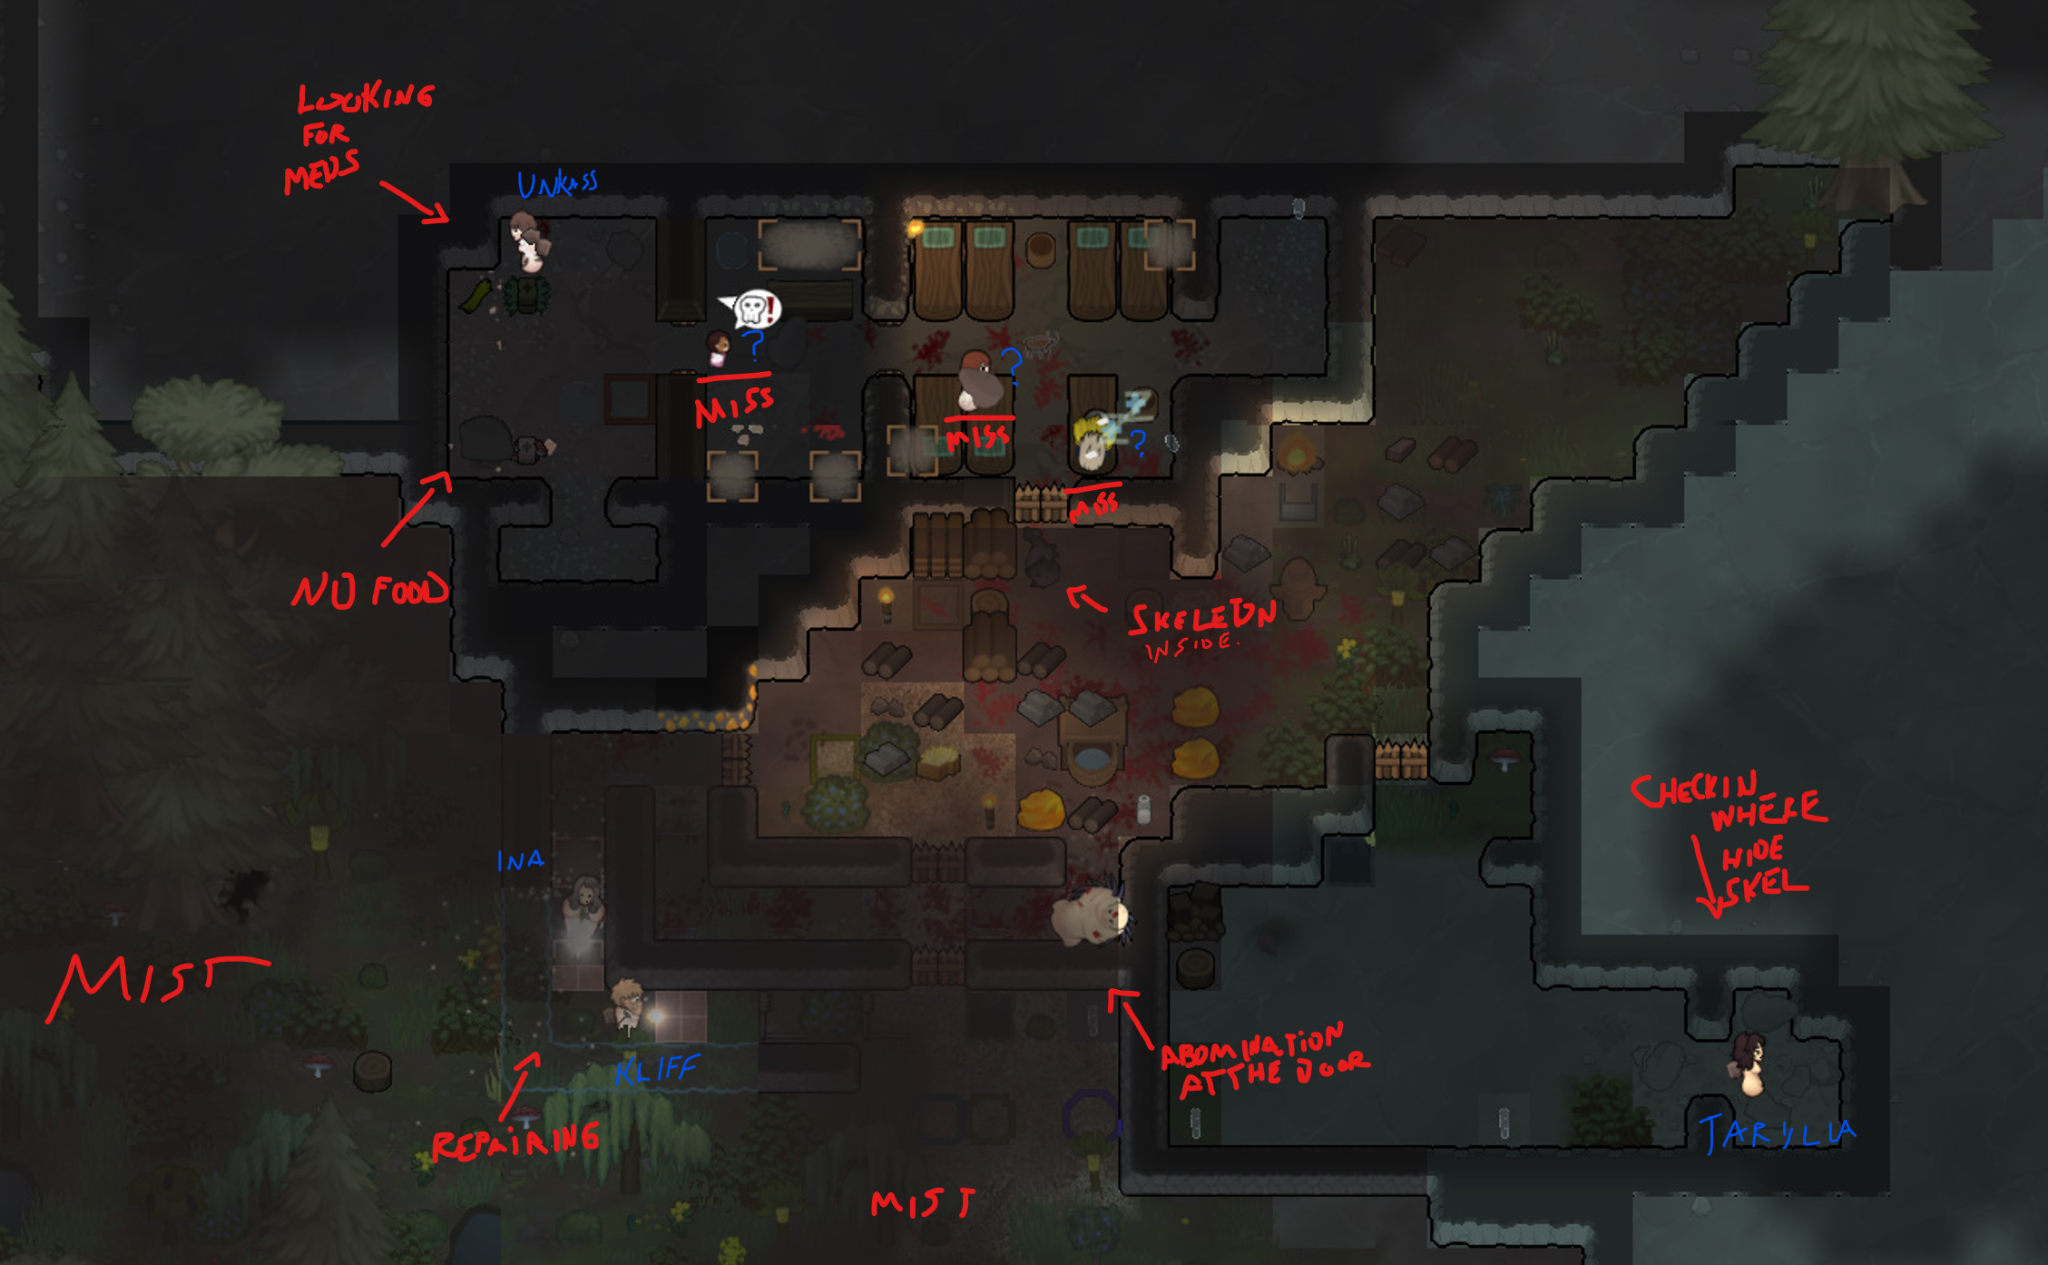 LOOKING
FOR
MEDS
UNKASS
!
?
MISS
?
MISS
?
MISS
NO FOOD
SKELETON
INSIDE.
CHECKIN
WHERE
HIDE
SKEL
INA
MIST
KLIFF
REPAIRING
ABOMINATION
AT THE DOOR
TARYLIA
MIST